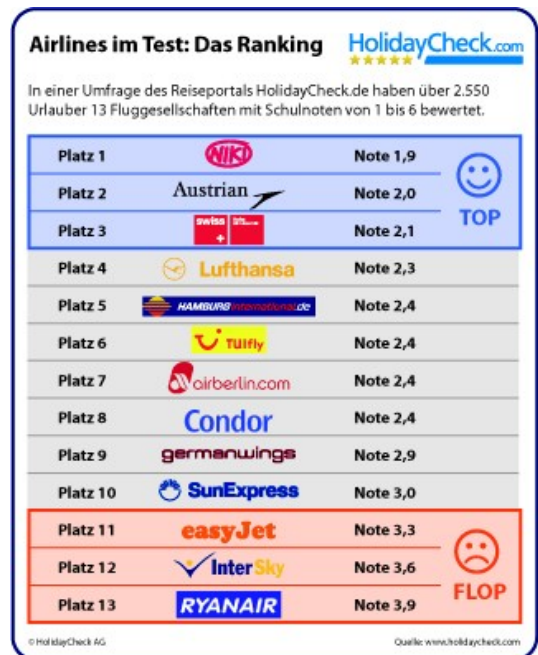 Airlines im Test: Das Ranking HolidayCheck.com
In einer Umfrage des Reiseportals HolidayCheck.de haben über 2.550
Urlauber 13 Fluggesellschaften mit Schulnoten von 1 bis 6 bewertet.
Platz 1 NIKI Note 1,9
Platz 2 Austrian Note 2,0
TOP
Platz 3 swiss Note 2,1
Platz 4 Lufthansa Note 2,3
Platz 5 HAMBURG international.de Note 2,4
Platz 6 TUIfly Note 2,4
Platz 7 airberlin.com Note 2,4
Platz 8 Condor Note 2,4
Platz 9 germanwings Note 2,9
Platz 10 SunExpress Note 3,0
Platz 11 easyJet Note 3,3
Platz 12 InterSky Note 3,6
FLOP
Platz 13 RYANAIR Note 3,9
© HolidayCheck AG Quelle: www.holidaycheck.com